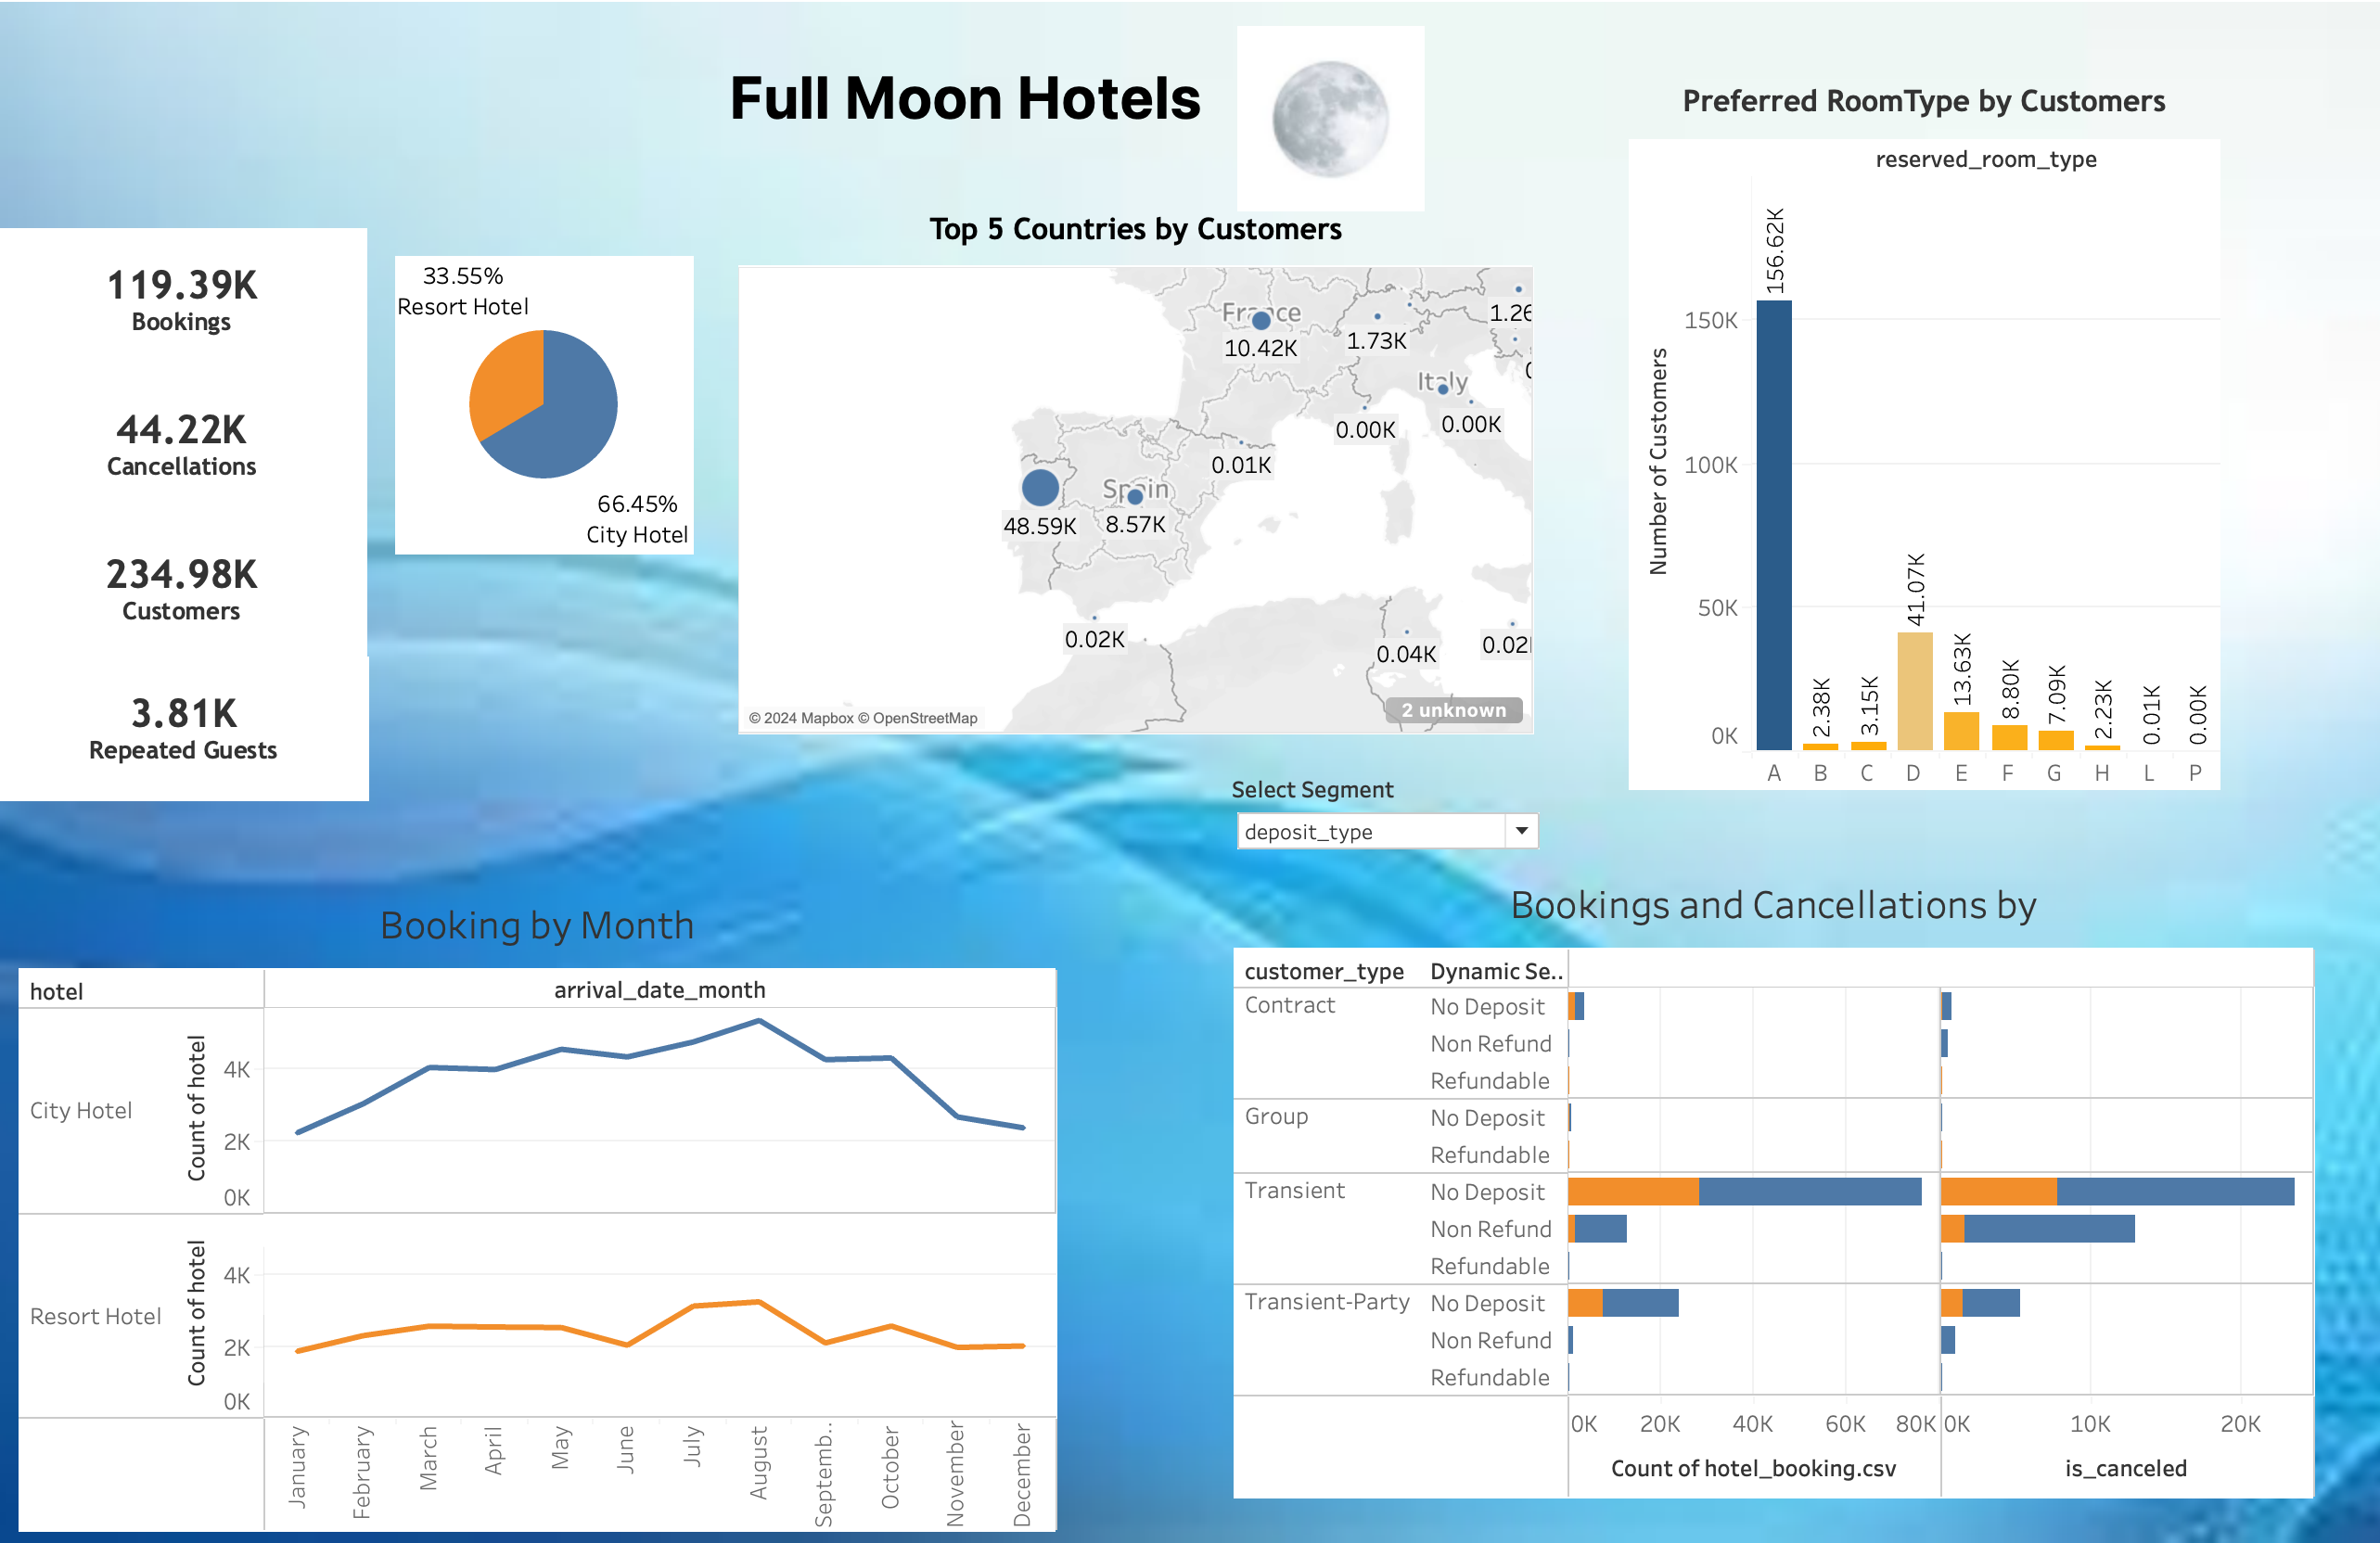 Full Moon Hotels
Preferred RoomType by Customers
reserved_room_type
Number of Customers
150K
100K
50K
0K
156.62K
2.38K
3.15K
41.07K
13.63K
8.80K
7.09K
2.23K
0.01K
0.00K
A B C D E F G H L P
119.39K
Bookings
44.22K
Cancellations
234.98K
Customers
3.81K
Repeated Guests
33.55%
Resort Hotel
66.45%
City Hotel
Top 5 Countries by Customers
France
10.42K
1.73K
1.26
Italy
0.00K
0.00K
0.01K
Spain
48.59K
8.57K
0.02K
0.04K
0.02
© 2024 Mapbox © OpenStreetMap
2 unknown
Select Segment
deposit_type
Booking by Month
hotel
arrival_date_month
City Hotel
Count of hotel
4K
2K
0K
Resort Hotel
Count of hotel
4K
2K
0K
January
February
March
April
May
June
July
August
Septemb..
October
November
December
Bookings and Cancellations by
customer_type Dynamic Se..
Contract No Deposit
Non Refund
Refundable
Group No Deposit
Refundable
Transient No Deposit
Non Refund
Refundable
Transient-Party No Deposit
Non Refund
Refundable
0K 20K 40K 60K 80K 0K 10K 20K
Count of hotel_booking.csv
is_canceled